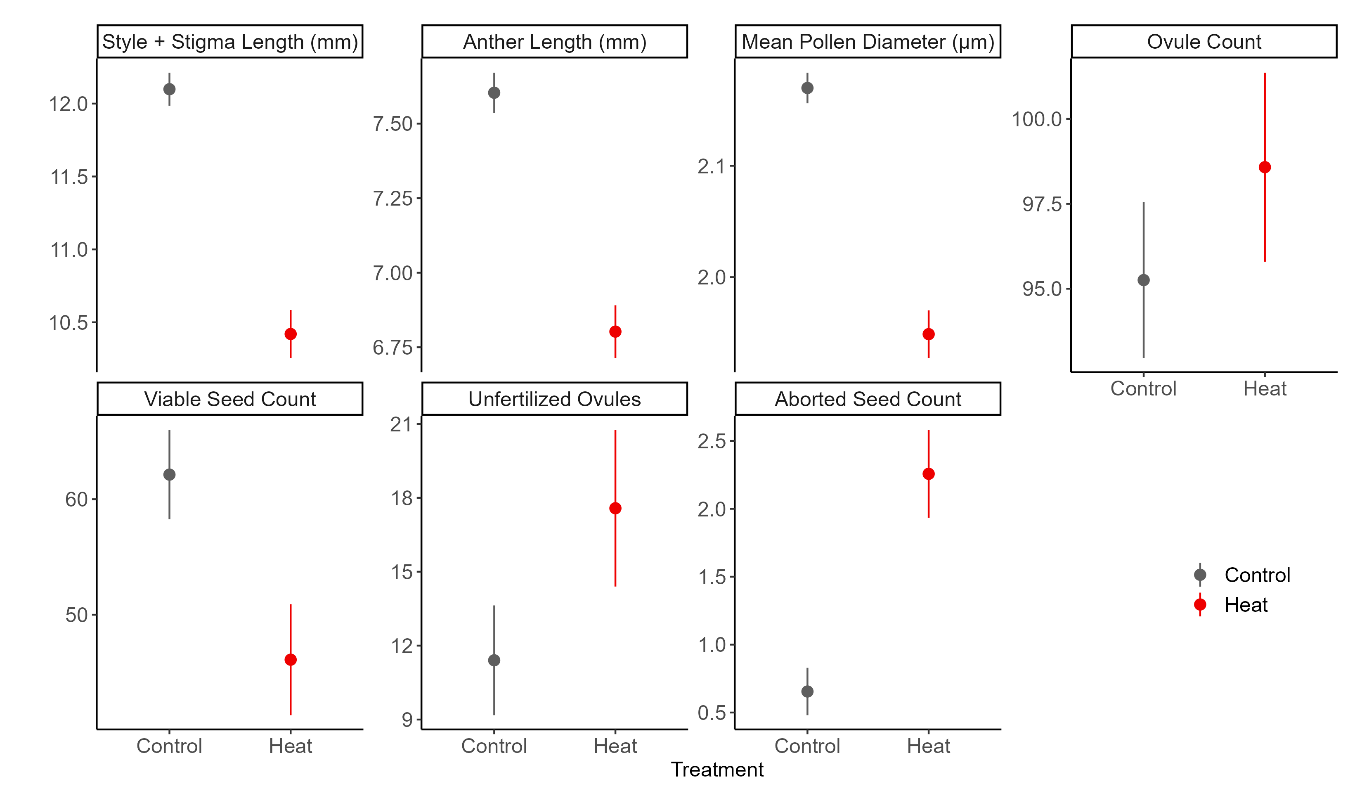 Style + Stigma Length (mm)
Anther Length (mm)
Mean Pollen Diameter (µm)
Ovule Count
12.0
11.5
11.0
10.5
7.50
7.25
7.00
6.75
2.1
2.0
100.0
97.5
95.0
Control
Heat
Viable Seed Count
Unfertilized Ovules
Aborted Seed Count
60
50
21
18
15
12
9
2.5
2.0
1.5
1.0
0.5
Control
Heat
Control
Heat
Control
Heat
Treatment
Control
Heat